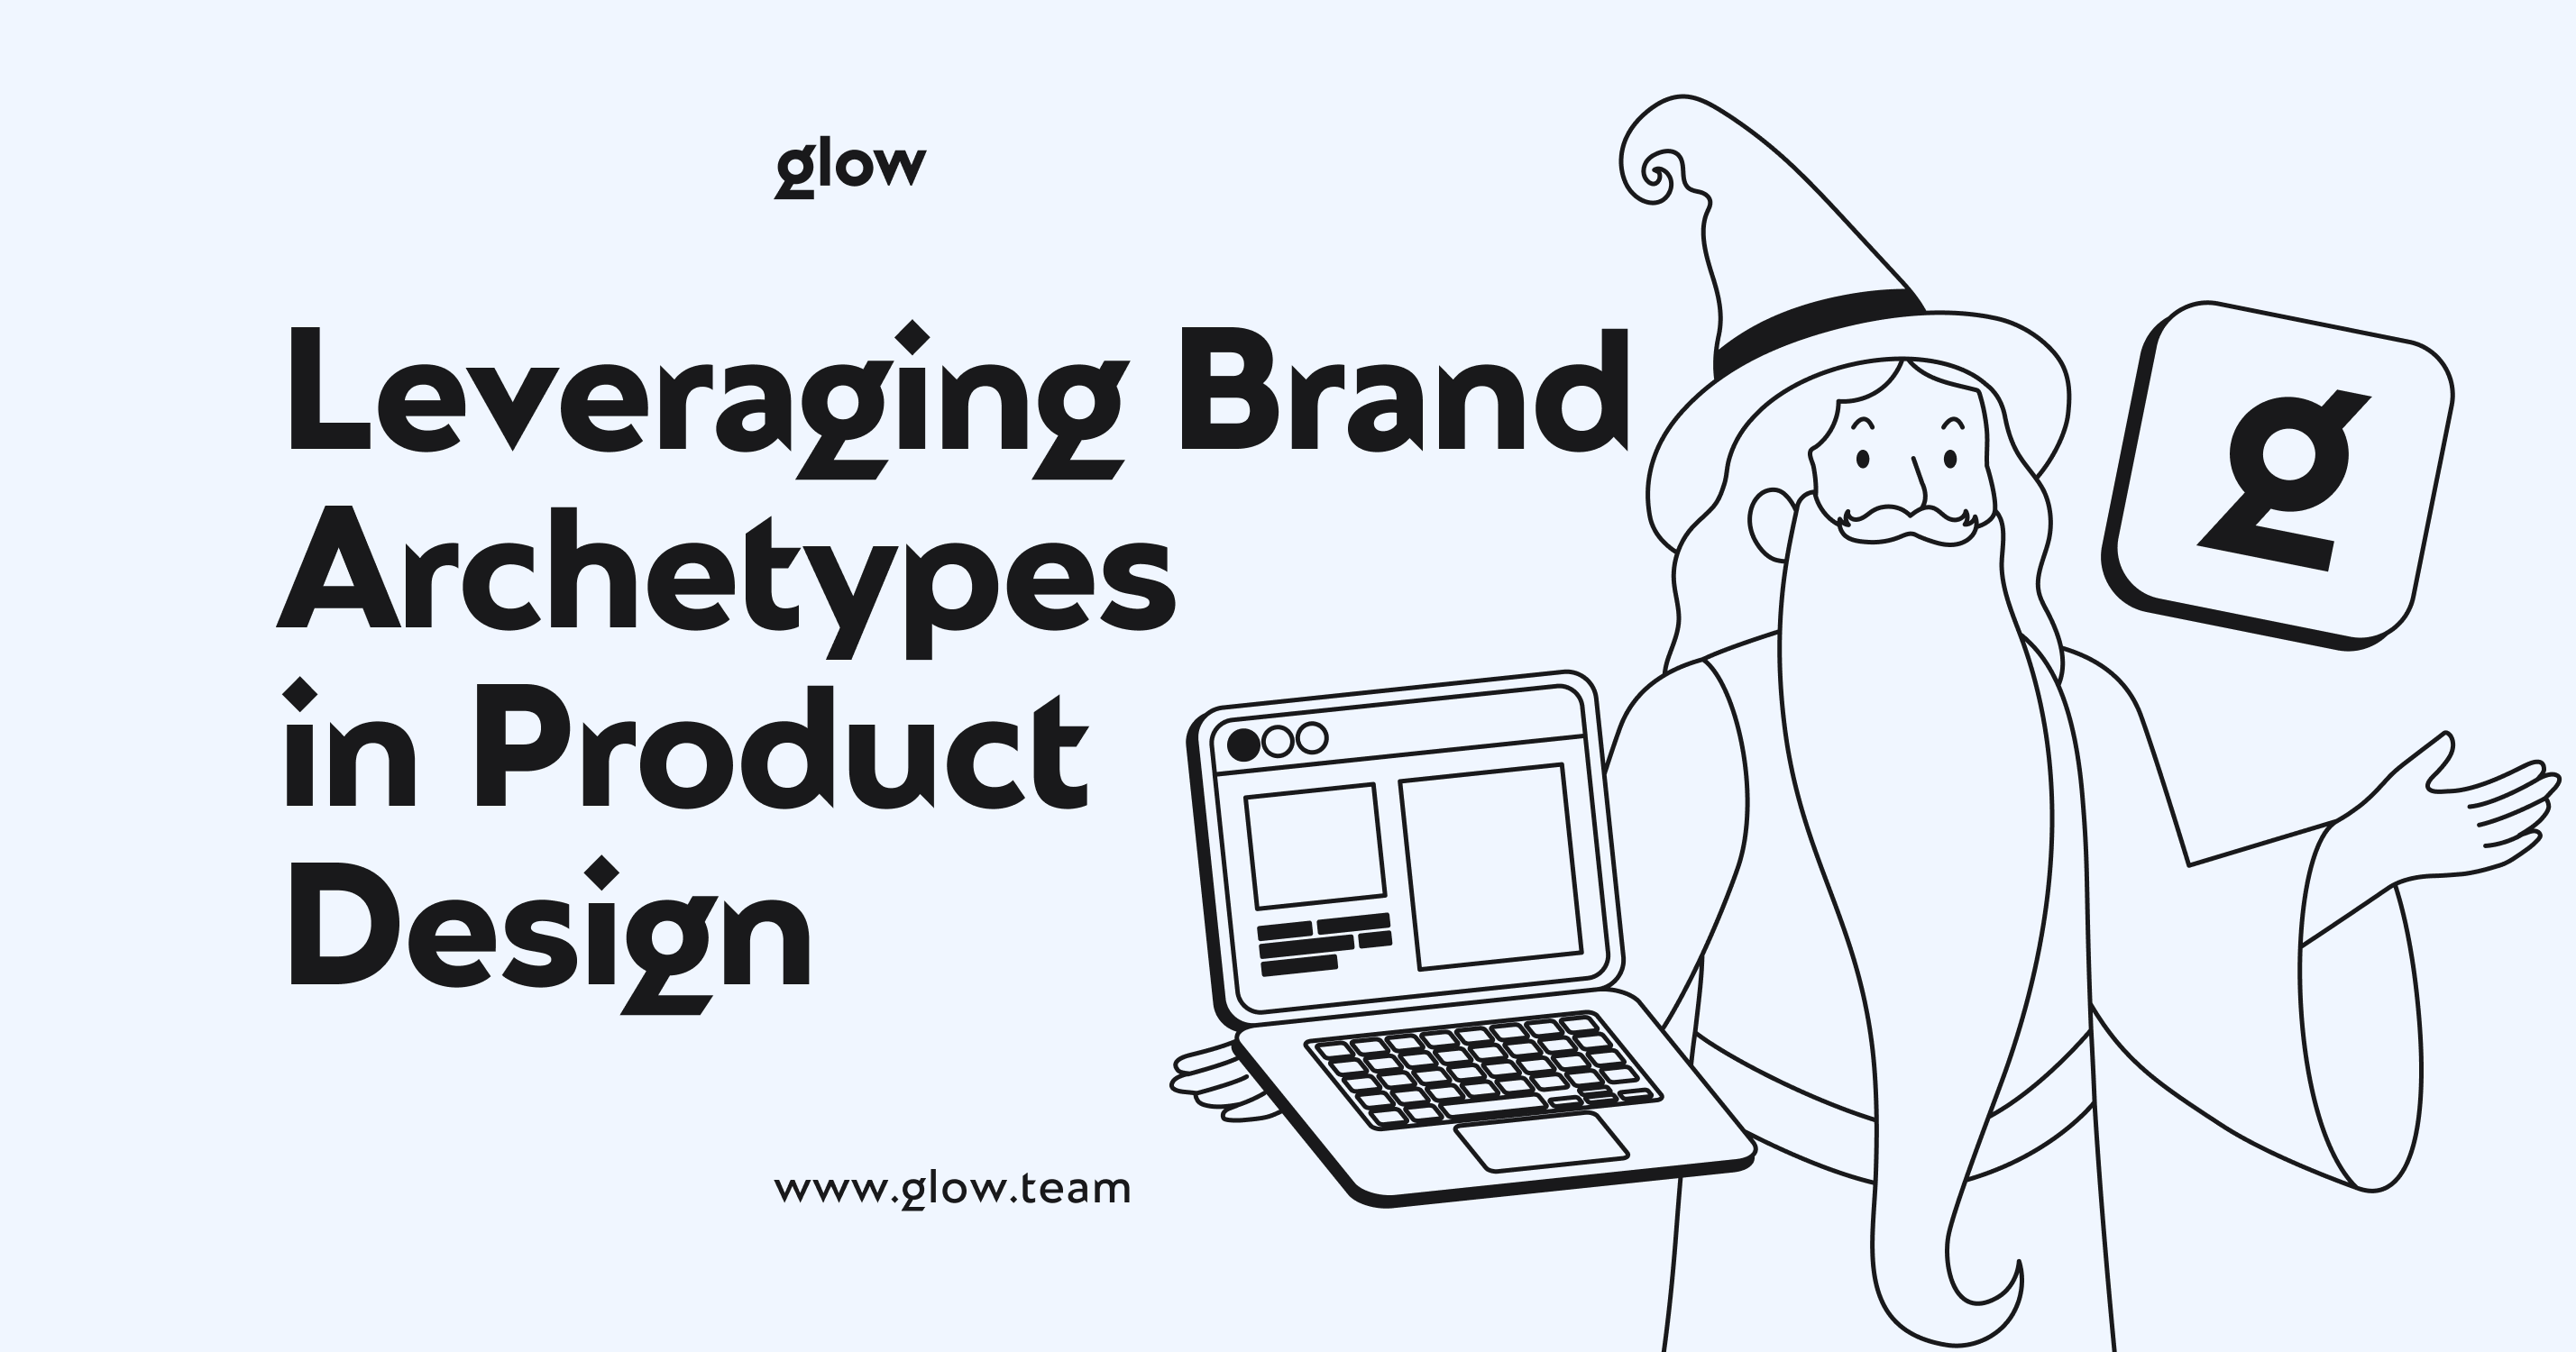 glow
Leveraging Brand
Archetypes
in Product
Design
g
www.glow.team